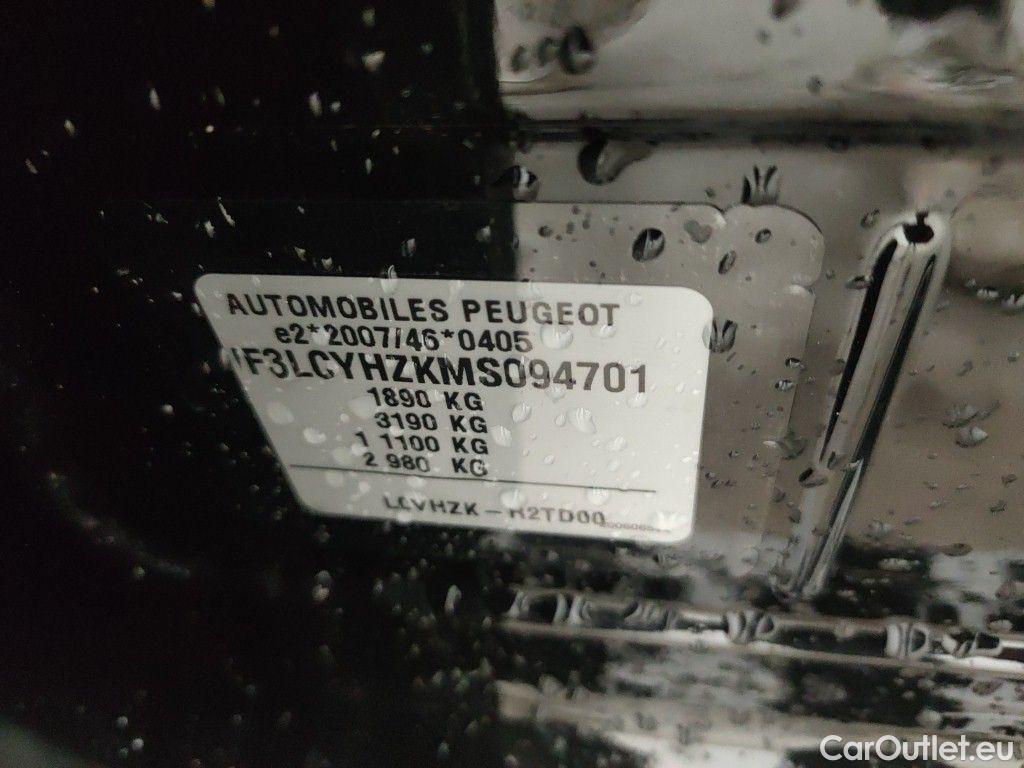 AUTOMOBILES PEUGEOT
e2*2007/46*0405
VF3LCYHZKMS094701
1890 KG
3190 KG
1 1100 KG
2 980 KG
LCVHZK - R2TD00
CarOutlet.eu